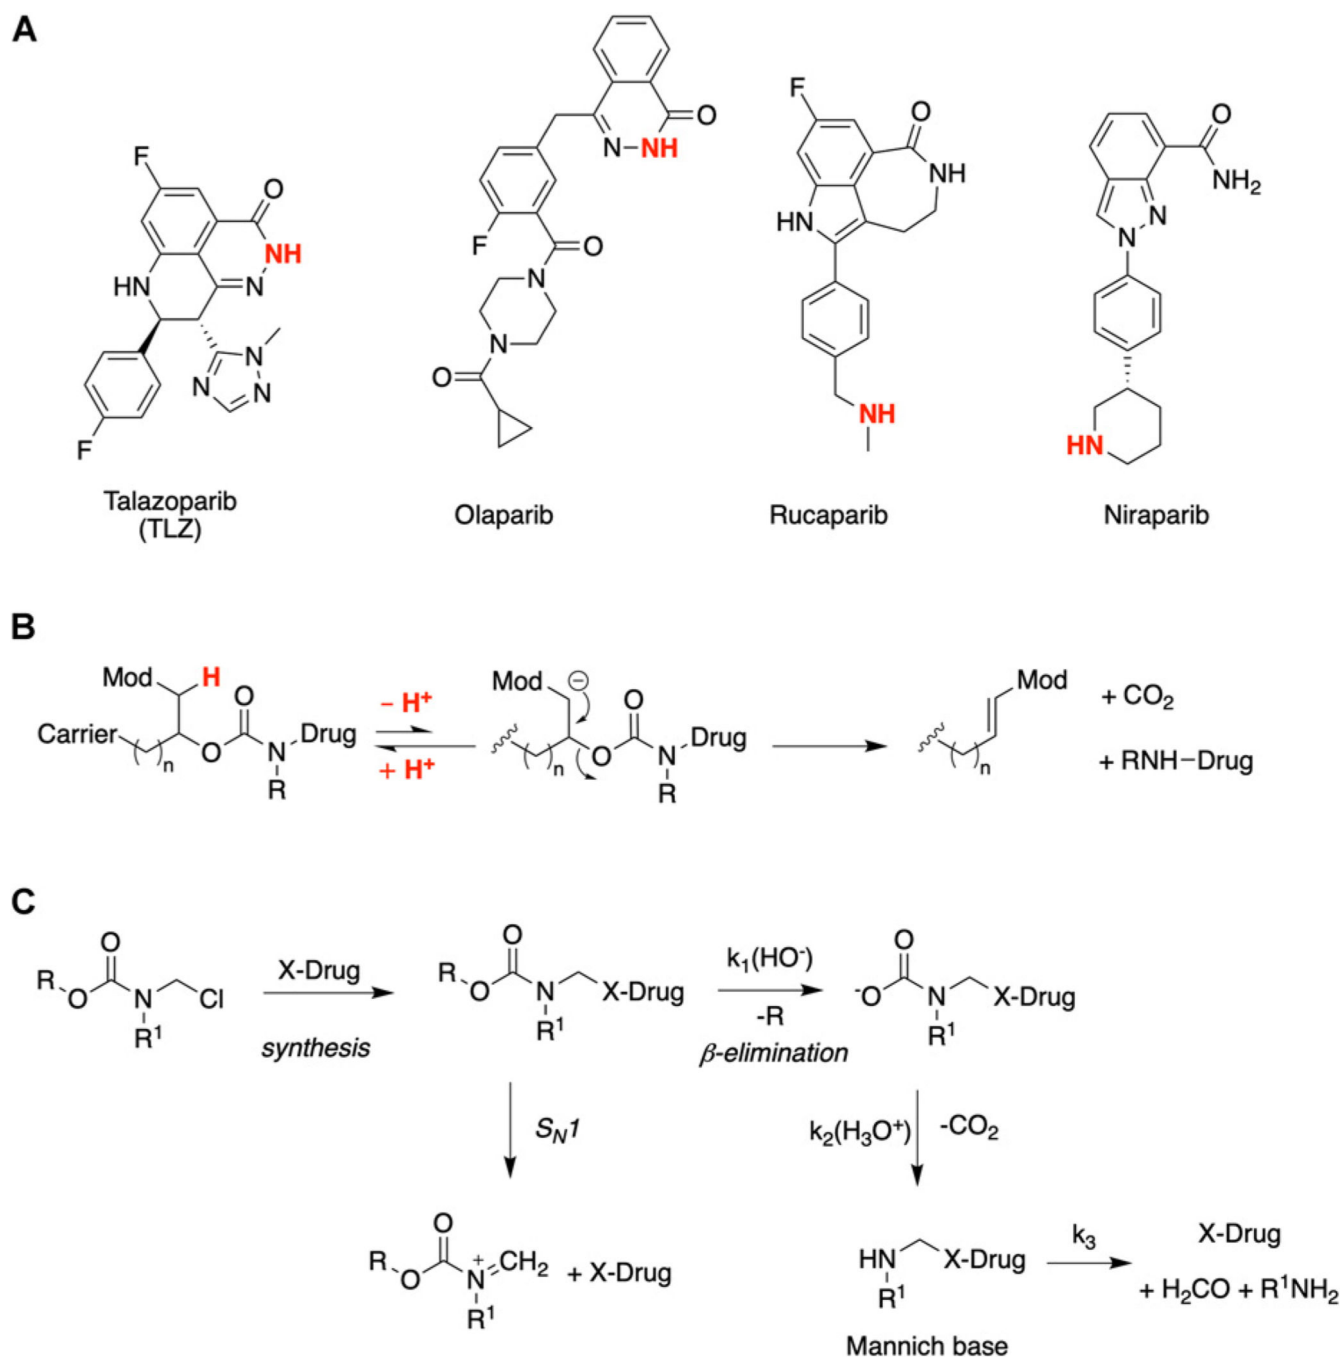 A
F
O
NH
HN
N
N
N
N
F
Talazoparib
(TLZ)
O
N
NH
F
O
N
N
O
Olaparib
F
O
NH
HN
NH
Rucaparib
O
NH2
N
N
HN
Niraparib
B
Mod H
O
Carrier ( )n O N Drug
R
– H⁺
+ H⁺
Mod ⊖
O
( )n O N Drug
R
Mod
( )n
+ CO2
+ RNH–Drug
C
O
R O N Cl
R¹
X-Drug
synthesis
O
R O N X-Drug
R¹
k1(HO⁻)
-R
β-elimination
O
⁻O N X-Drug
R¹
SN1
k2(H3O⁺) -CO2
O
R O N⁺ CH2 + X-Drug
R¹
HN X-Drug
R¹
Mannich base
k3
X-Drug
+ H2CO + R¹NH2